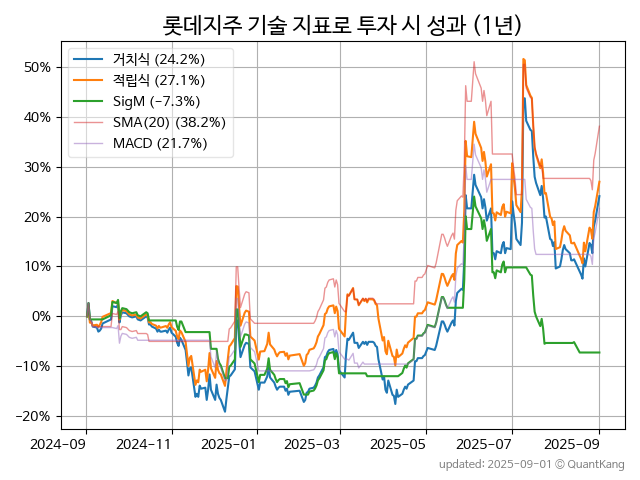 롯데지주 기술 지표로 투자 시 성과 (1년)
거치식 (24.2%)
적립식 (27.1%)
SigM (−7.3%)
SMA(20) (38.2%)
MACD (21.7%)
50%
40%
30%
20%
10%
0%
−10%
−20%
2024-09
2024-11
2025-01
2025-03
2025-05
2025-07
2025-09
updated: 2025-09-01 © QuantKang